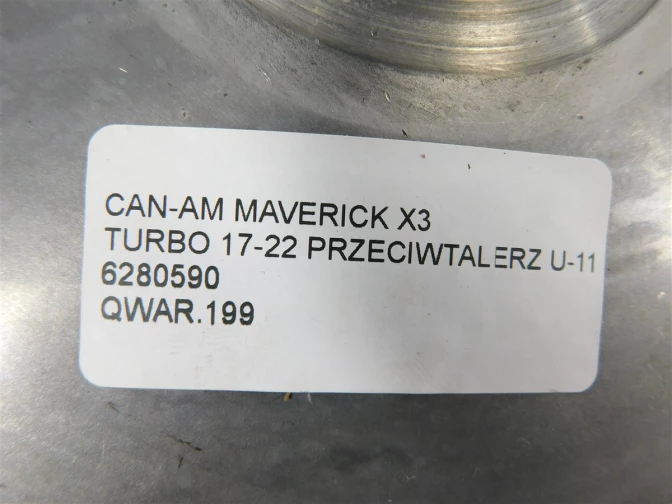 CAN-AM MAVERICK X3
TURBO 17-22 PRZECIWTALERZ U-11
6280590
QWAR.199